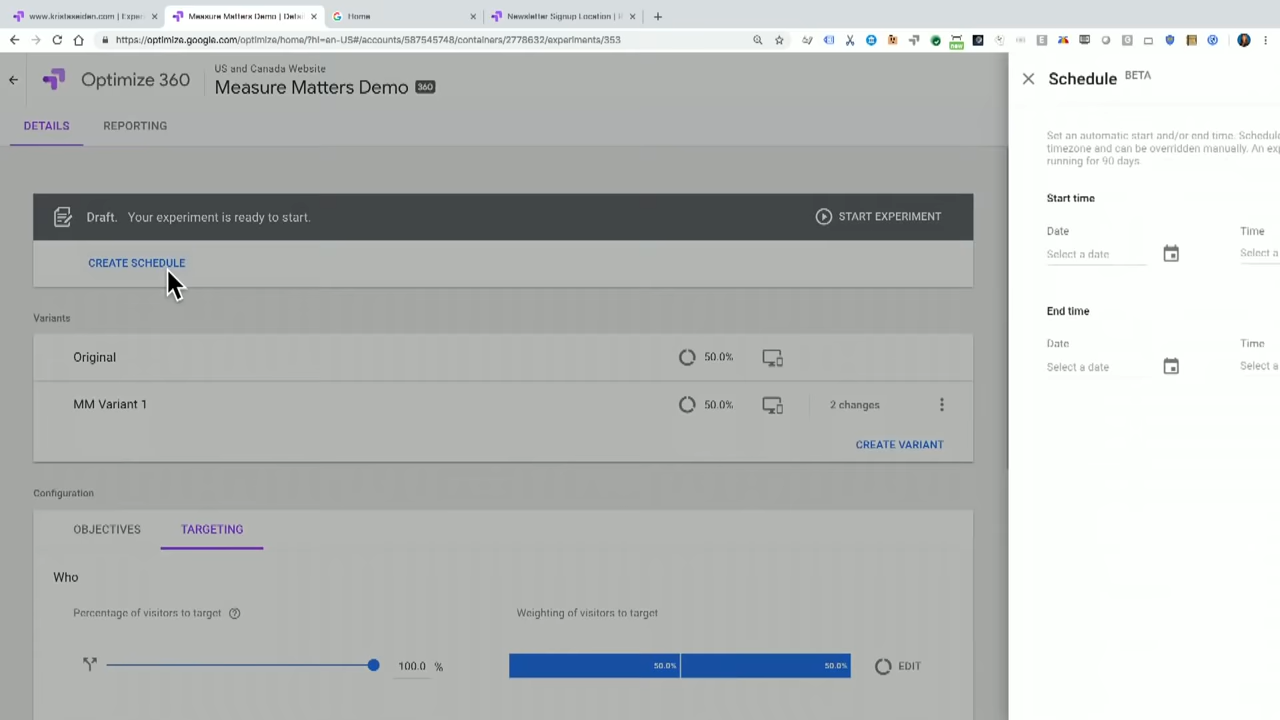 www.kristaseiden.com | Exper
Measure Matters Demo | Detai
Home
Newsletter Signup Location | R
https://optimize.google.com/optimize/home/?hl=en-US#/accounts/587545748/containers/2778632/experiments/353
new
Optimize 360
US and Canada Website
Measure Matters Demo 360
DETAILS
REPORTING
Draft. Your experiment is ready to start.
START EXPERIMENT
CREATE SCHEDULE
Variants
Original
50.0%
MM Variant 1
50.0%
2 changes
CREATE VARIANT
Configuration
OBJECTIVES
TARGETING
Who
Percentage of visitors to target
Weighting of visitors to target
100.0 %
50.0%
50.0%
EDIT
Schedule BETA
Set an automatic start and/or end time. Schedule
timezone and can be overridden manually. An exp
running for 90 days
Start time
Date
Time
Select a date
Select a
End time
Date
Time
Select a date
Select a